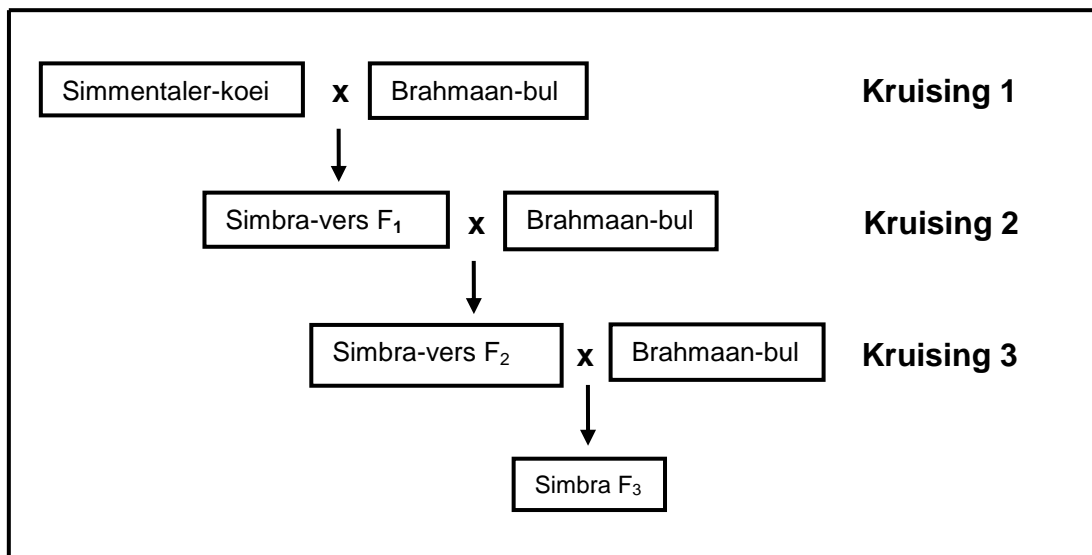 Simmentaler-koei x Brahmaan-bul Kruising 1
Simbra-vers F₁ x Brahmaan-bul Kruising 2
Simbra-vers F₂ x Brahmaan-bul Kruising 3
Simbra F₃